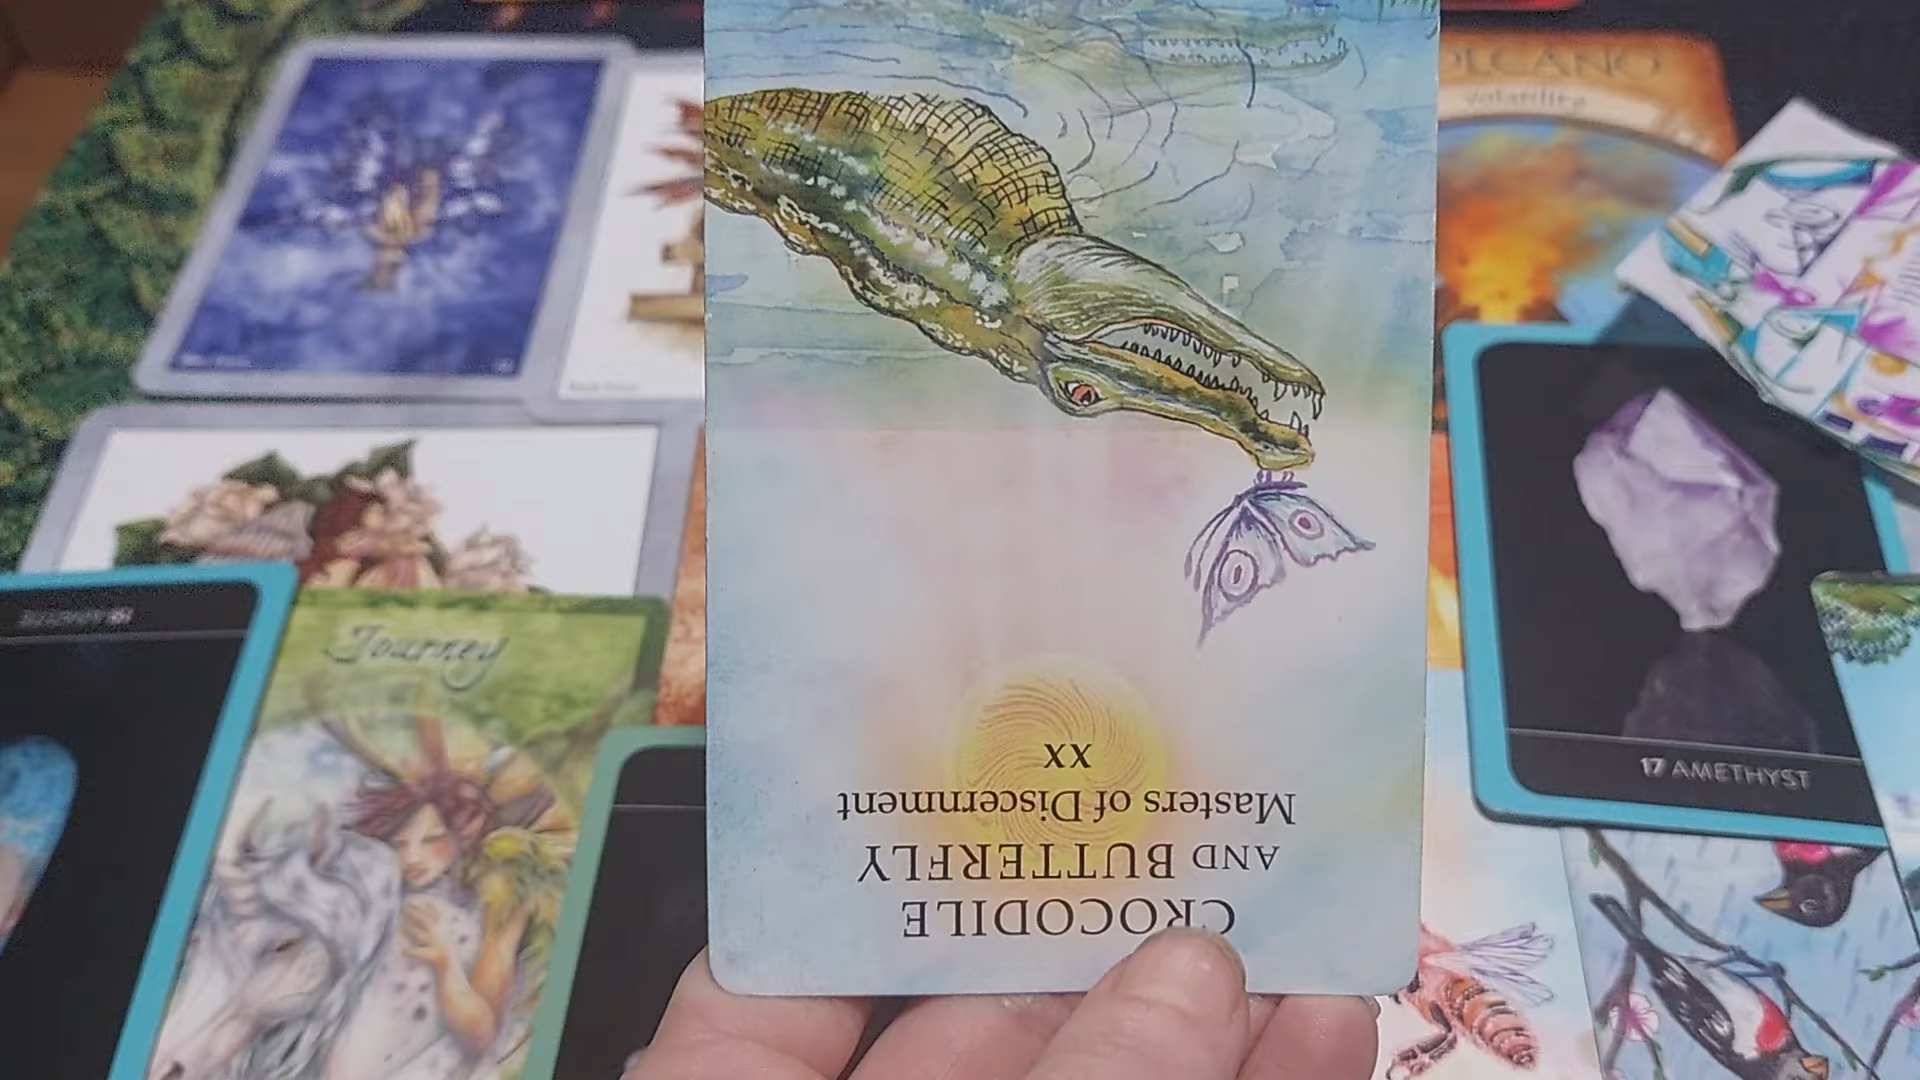 VOLCANO
Volatility
Journey
17 AMETHYST
CROCODILE
AND BUTTERFLY
Masters of Discernment
XX